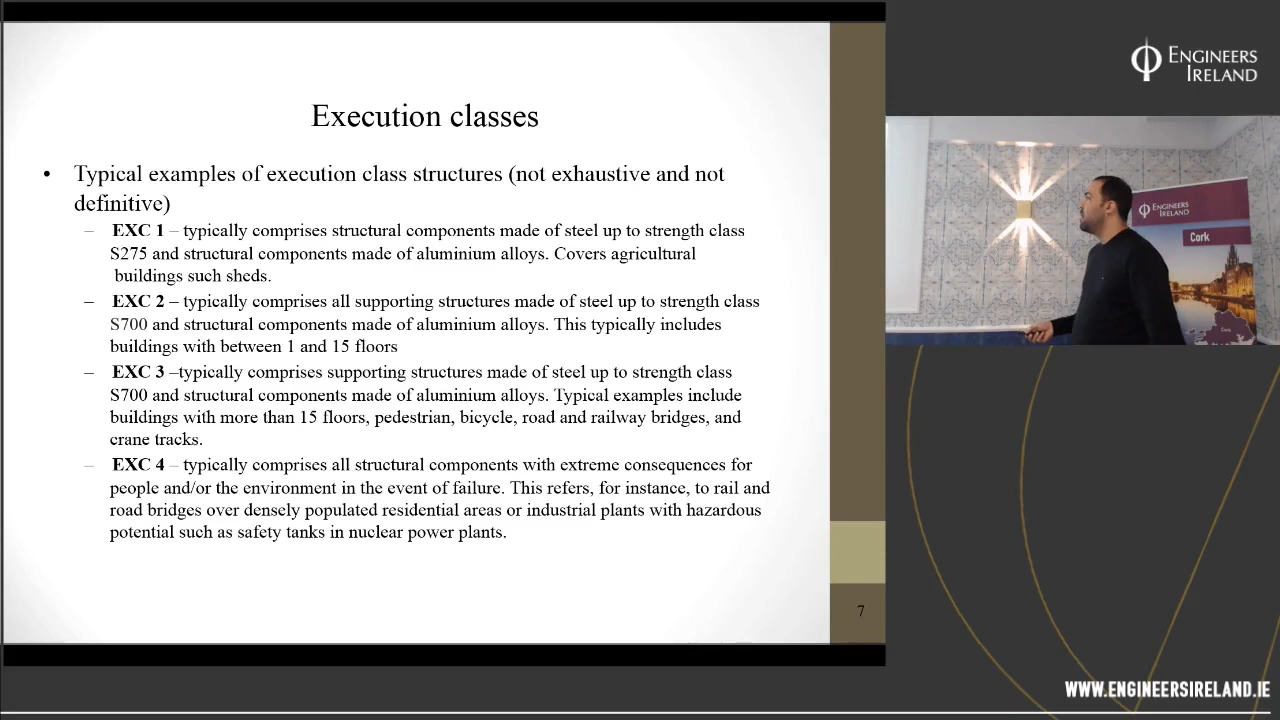 Execution classes
• Typical examples of execution class structures (not exhaustive and not
definitive)
– EXC 1 – typically comprises structural components made of steel up to strength class
S275 and structural components made of aluminium alloys. Covers agricultural
buildings such sheds.
– EXC 2 – typically comprises all supporting structures made of steel up to strength class
S700 and structural components made of aluminium alloys. This typically includes
buildings with between 1 and 15 floors
– EXC 3 –typically comprises supporting structures made of steel up to strength class
S700 and structural components made of aluminium alloys. Typical examples include
buildings with more than 15 floors, pedestrian, bicycle, road and railway bridges, and
crane tracks.
– EXC 4 – typically comprises all structural components with extreme consequences for
people and/or the environment in the event of failure. This refers, for instance, to rail and
road bridges over densely populated residential areas or industrial plants with hazardous
potential such as safety tanks in nuclear power plants.
7
ENGINEERS
IRELAND
ENGINEERS
IRELAND
Cork
WWW.ENGINEERSIRELAND.IE